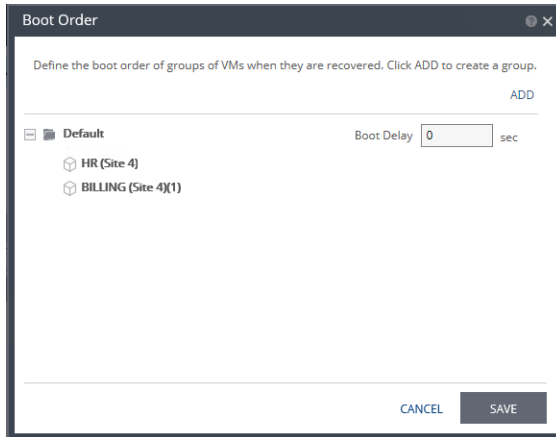 Boot Order
Define the boot order of groups of VMs when they are recovered. Click ADD to create a group.
ADD
Default Boot Delay 0 sec
HR (Site 4)
BILLING (Site 4)(1)
CANCEL SAVE